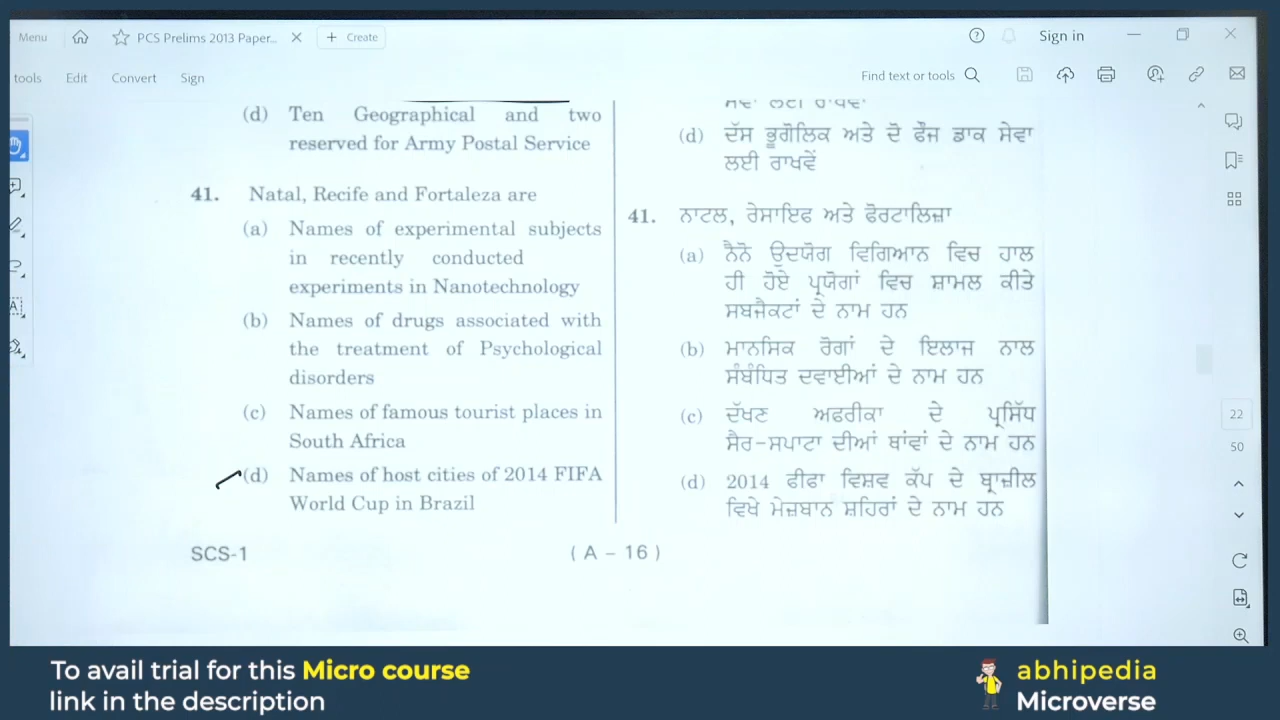 Menu
PCS Prelims 2013 Paper...
+ Create
Sign in
tools
Edit
Convert
Sign
Find text or tools
(d) Ten Geographical and two
reserved for Army Postal Service
41. Natal, Recife and Fortaleza are
(a) Names of experimental subjects
in recently conducted
experiments in Nanotechnology
(b) Names of drugs associated with
the treatment of Psychological
disorders
(c) Names of famous tourist places in
South Africa
(d) Names of host cities of 2014 FIFA
World Cup in Brazil
(d) ਦੱਸ ਭੂਗੋਲਿਕ ਅਤੇ ਦੋ ਫੌਜ ਡਾਕ ਸੇਵਾ
ਲਈ ਰਾਖਵੇਂ
41. ਨਾਟਲ, ਰੇਸਾਇਫ ਅਤੇ ਫੋਰਟਾਲਿਜ਼ਾ
(a) ਨੈਨੋ ਉਦਯੋਗ ਵਿਗਿਆਨ ਵਿਚ ਹਾਲ
ਹੀ ਹੋਏ ਪ੍ਰਯੋਗਾਂ ਵਿਚ ਸ਼ਾਮਲ ਕੀਤੇ
ਸਬਜੈਕਟਾਂ ਦੇ ਨਾਮ ਹਨ
(b) ਮਾਨਸਿਕ ਰੋਗਾਂ ਦੇ ਇਲਾਜ ਨਾਲ
ਸੰਬੰਧਿਤ ਦਵਾਈਆਂ ਦੇ ਨਾਮ ਹਨ
(c) ਦੱਖਣ ਅਫਰੀਕਾ ਦੇ ਪ੍ਰਸਿੱਧ
ਸੈਰ-ਸਪਾਟਾ ਦੀਆਂ ਥਾਂਵਾਂ ਦੇ ਨਾਮ ਹਨ
(d) 2014 ਫੀਫਾ ਵਿਸ਼ਵ ਕੱਪ ਦੇ ਬ੍ਰਾਜ਼ੀਲ
ਵਿਖੇ ਮੇਜ਼ਬਾਨ ਸ਼ਹਿਰਾਂ ਦੇ ਨਾਮ ਹਨ
SCS-1
( A – 16 )
22
50
To avail trial for this Micro course
link in the description
abhipedia
Microverse